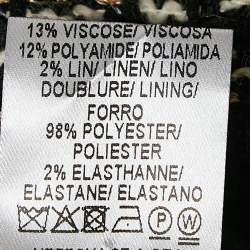 13% VISCOSE/ VISCOSA
12% POLYAMIDE/ POLIAMIDA
2% LIN/ LINEN/ LINO
DOUBLURE/ LINING/
FORRO
98% POLYESTER/
POLIESTER
2% ELASTHANNE/
ELASTANE/ ELASTANO
P W